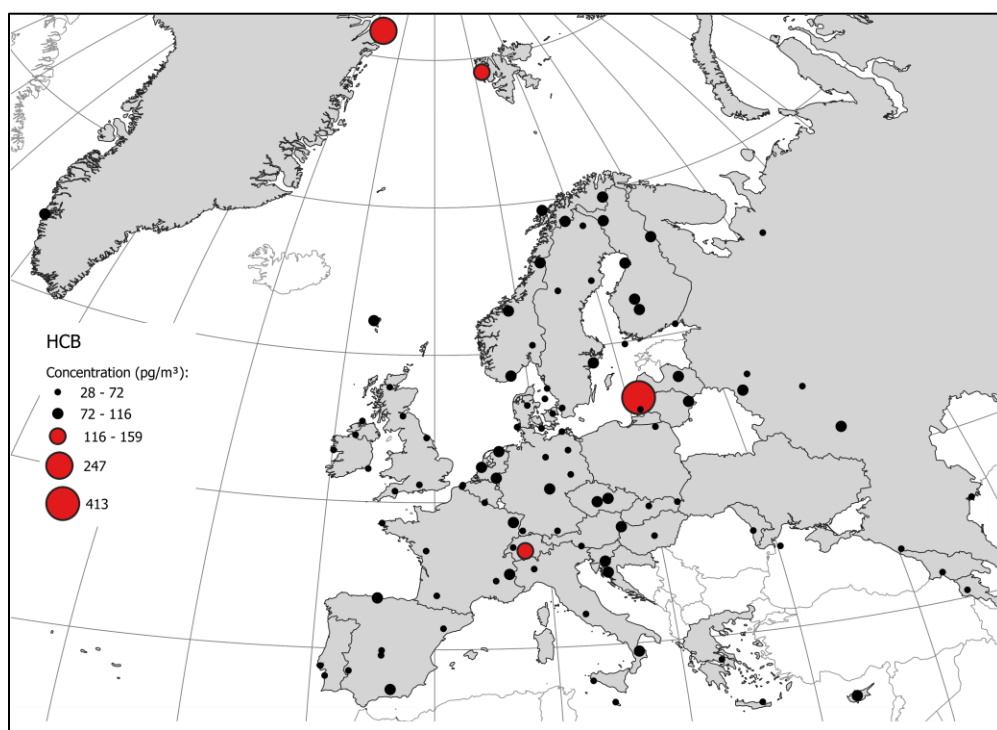 HCB
Concentration (pg/m³):
28 - 72
72 - 116
116 - 159
247
413